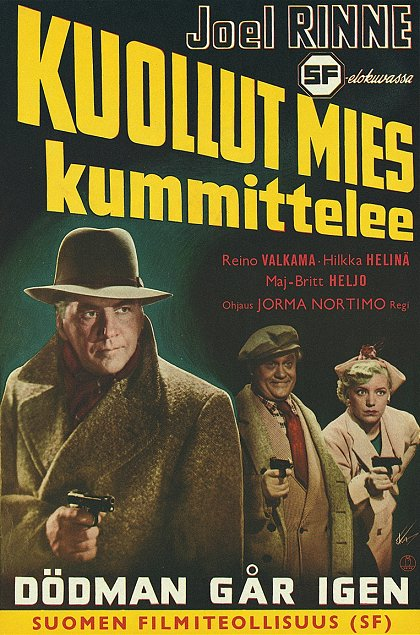 Joel RINNE
SF -elokuvassa
KUOLLUT MIES
kummittelee
Reino VALKAMA · Hilkka HELINÄ
Maj-Britt HELJO
Ohjaus JORMA NORTIMO Regi
DÖDMAN GÅR IGEN
SUOMEN FILMITEOLLISUUS (SF)